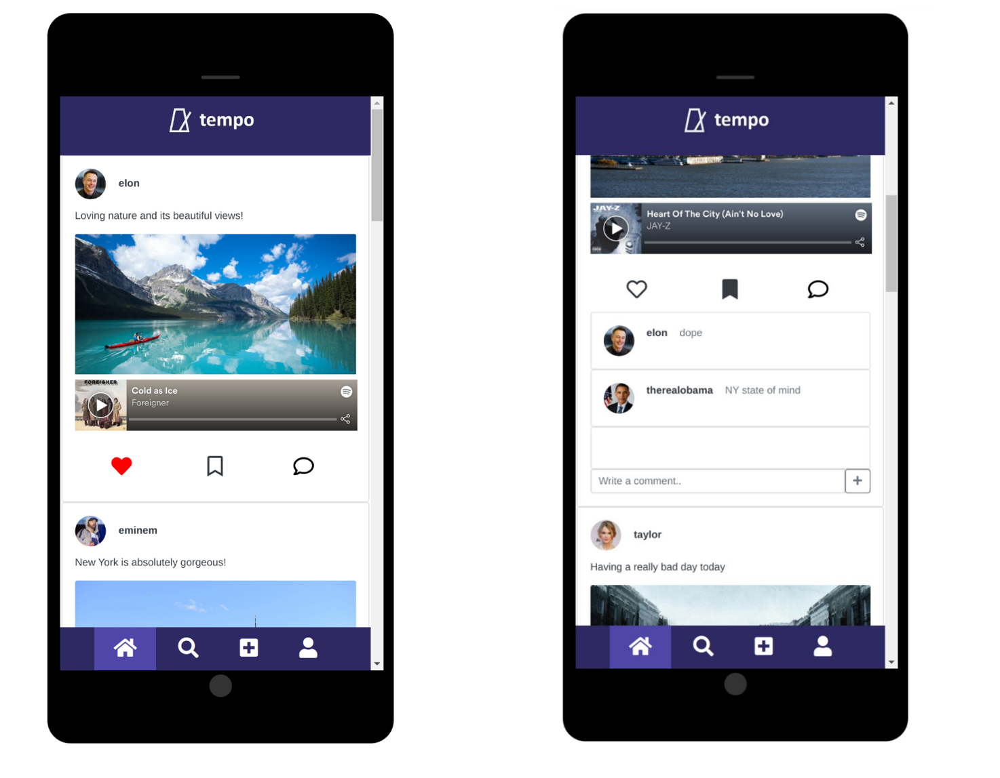 tempo
elon
Loving nature and its beautiful views!
FOREIGNER
Cold as Ice
Foreigner
eminem
New York is absolutely gorgeous!
tempo
JAY-Z
Heart Of The City (Ain't No Love)
JAY-Z
elon dope
therealobama NY state of mind
Write a comment..
taylor
Having a really bad day today